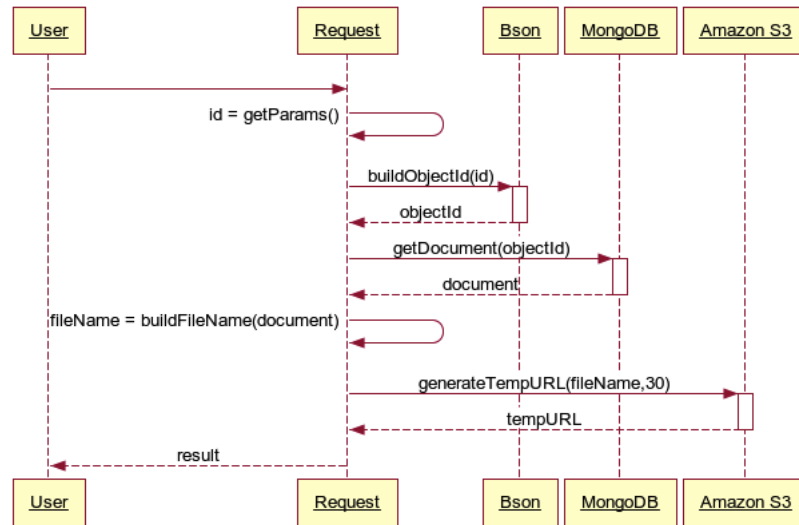 User Request Bson MongoDB Amazon S3
id = getParams()
buildObjectId(id)
objectId
getDocument(objectId)
document
fileName = buildFileName(document)
generateTempURL(fileName,30)
tempURL
result
User Request Bson MongoDB Amazon S3